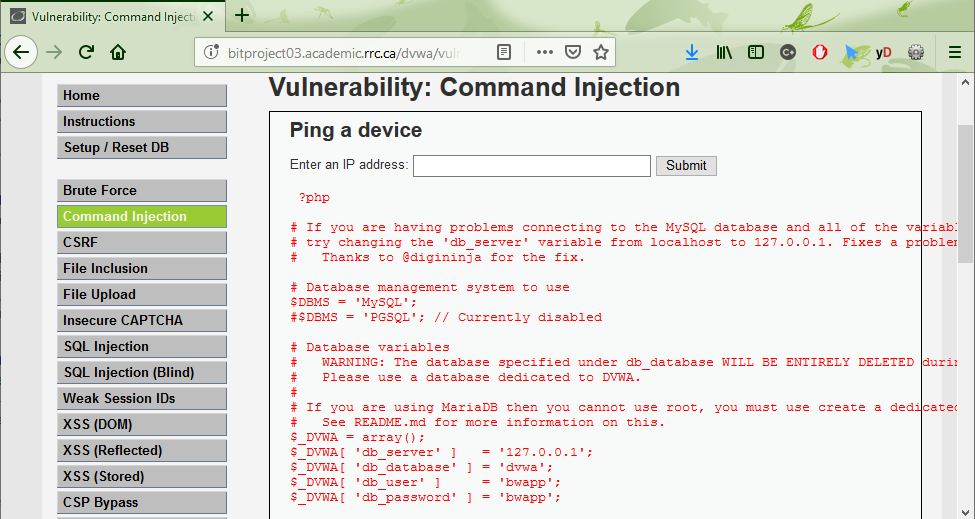 Vulnerability: Command Injecti
bitproject03.academic.rrc.ca/dvwa/vuln
yD
Home
Instructions
Setup / Reset DB
Brute Force
Command Injection
CSRF
File Inclusion
File Upload
Insecure CAPTCHA
SQL Injection
SQL Injection (Blind)
Weak Session IDs
XSS (DOM)
XSS (Reflected)
XSS (Stored)
CSP Bypass
Vulnerability: Command Injection
Ping a device
Enter an IP address:
Submit
?php
# If you are having problems connecting to the MySQL database and all of the variab
# try changing the 'db_server' variable from localhost to 127.0.0.1. Fixes a problem
#   Thanks to @digininja for the fix.
# Database management system to use
$DBMS = 'MySQL';
#$DBMS = 'PGSQL'; // Currently disabled
# Database variables
#   WARNING: The database specified under db_database WILL BE ENTIRELY DELETED durin
#   Please use a database dedicated to DVWA.
#
# If you are using MariaDB then you cannot use root, you must use create a dedicated
#   See README.md for more information on this.
$_DVWA = array();
$_DVWA[ 'db_server' ]   = '127.0.0.1';
$_DVWA[ 'db_database' ] = 'dvwa';
$_DVWA[ 'db_user' ]     = 'bwapp';
$_DVWA[ 'db_password' ] = 'bwapp';